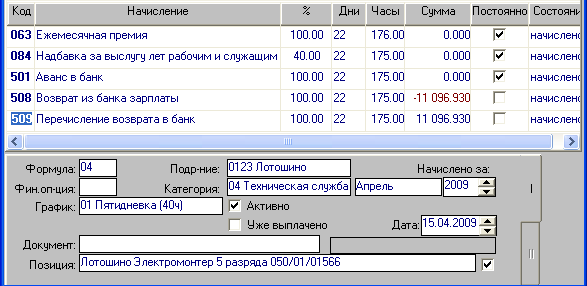 Код Начисление % Дни Часы Сумма Постоянно Состояни
063 Ежемесячная премия 100.00 22 176.00 0.000 начислено
084 Надбавка за выслугу лет рабочим и служащим 40.00 22 175.00 0.000 начислено
501 Аванс в банк 100.00 22 175.00 0.000 начислено
508 Возврат из банка зарплаты 100.00 22 175.00 -11 096.930 начислено
509 Перечисление возврата в банк 100.00 22 175.00 11 096.930 начислено
Формула: 04 Подр-ние: 0123 Лотошино Начислено за:
Фин.оп-ция: Категория: 04 Техническая служба Апрель 2009
График: 01 Пятидневка (40ч) Активно
Уже выплачено Дата: 15.04.2009
Документ:
Позиция: Лотошино Электромонтер 5 разряда 050/01/01566